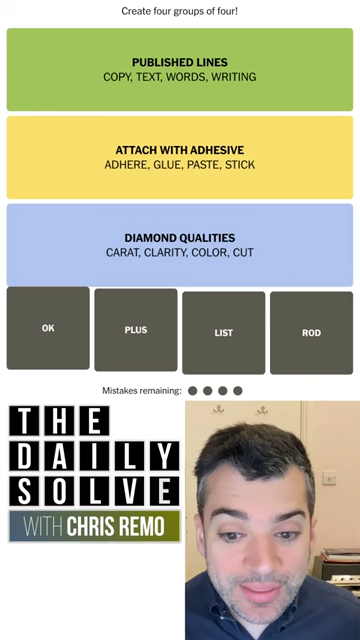 Create four groups of four!
PUBLISHED LINES
COPY, TEXT, WORDS, WRITING
ATTACH WITH ADHESIVE
ADHERE, GLUE, PASTE, STICK
DIAMOND QUALITIES
CARAT, CLARITY, COLOR, CUT
OK PLUS LIST ROD
Mistakes remaining:
THE
DAILY
SOLVE
WITH CHRIS REMO